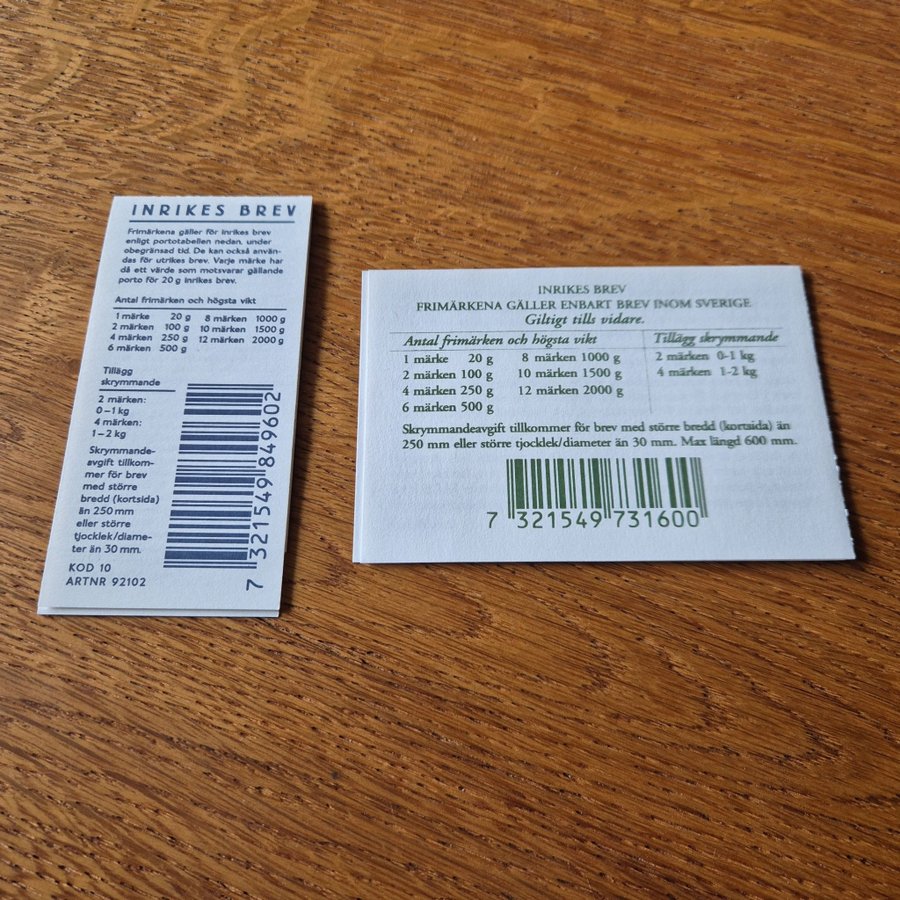 INRIKES BREV
Frimärkena gäller för inrikes brev
enligt portotabellen nedan, under
obegränsad tid. De kan också använ-
das för utrikes brev. Varje märke har
då ett värde som motsvarar gällande
porto för 20 g inrikes brev.
Antal frimärken och högsta vikt
1 märke 20 g 8 märken 1000 g
2 märken 100 g 10 märken 1500 g
4 märken 250 g 12 märken 2000 g
6 märken 500 g
Tillägg
skrymmande
2 märken:
0–1 kg
4 märken:
1–2 kg
Skrymmande-
avgift tillkom-
mer för brev
med större
bredd (kortsida)
än 250 mm
eller större
tjocklek/diame-
ter än 30 mm.
KOD 10
ARTNR 92102
7 321549 849602
INRIKES BREV
FRIMÄRKENA GÄLLER ENBART BREV INOM SVERIGE
Giltigt tills vidare.
Antal frimärken och högsta vikt Tillägg skrymmande
1 märke 20 g 8 märken 1000 g 2 märken 0-1 kg
2 märken 100 g 10 märken 1500 g 4 märken 1-2 kg
4 märken 250 g 12 märken 2000 g
6 märken 500 g
Skrymmandeavgift tillkommer för brev med större bredd (kortsida) än
250 mm eller större tjocklek/diameter än 30 mm. Max längd 600 mm.
7 321549 731600